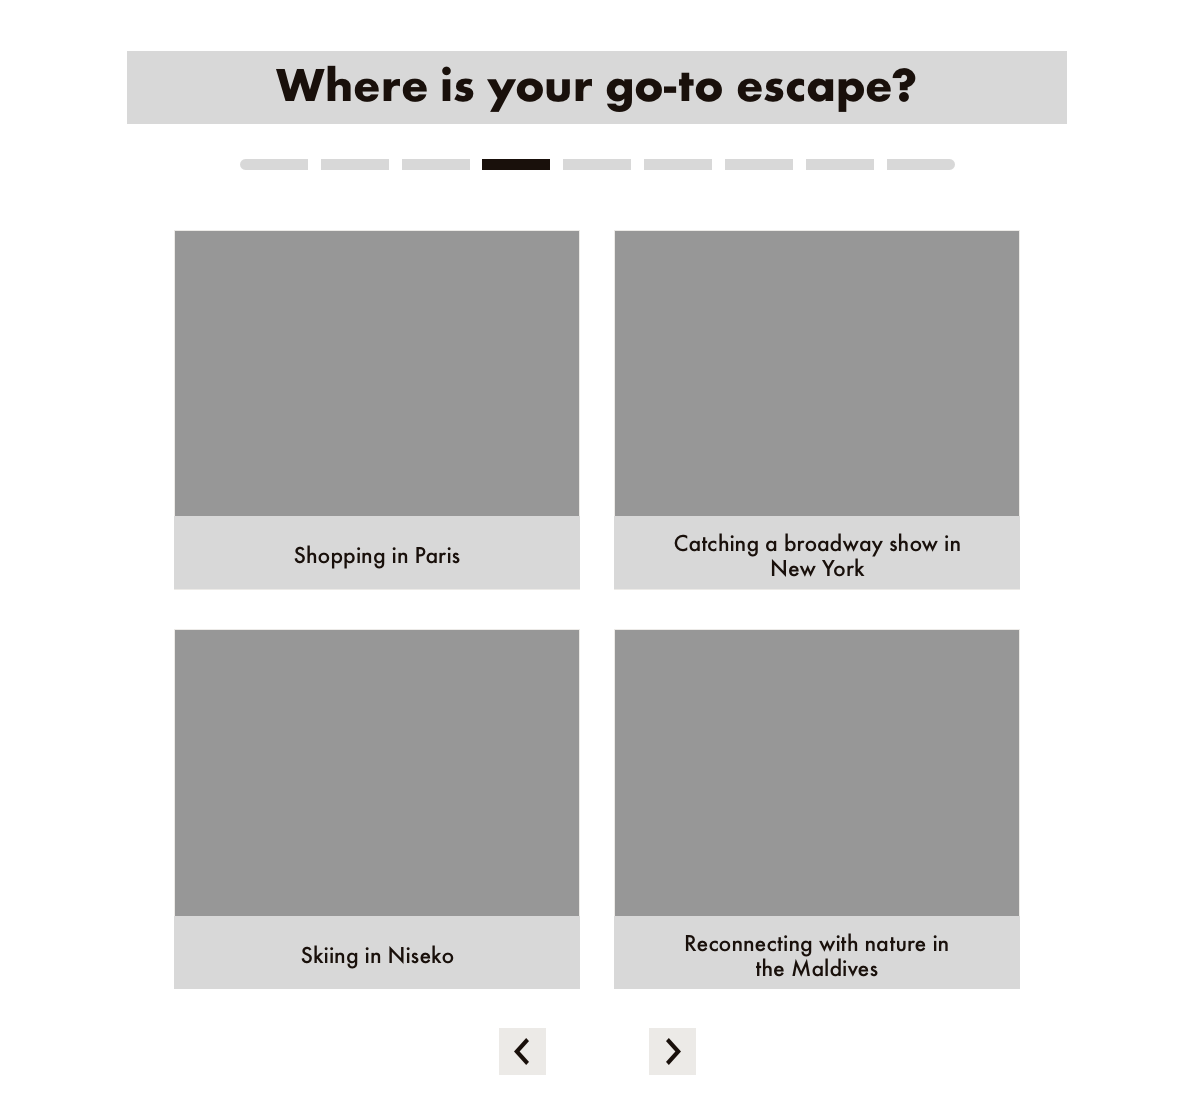 Where is your go-to escape?
Shopping in Paris
Catching a broadway show in
New York
Skiing in Niseko
Reconnecting with nature in
the Maldives